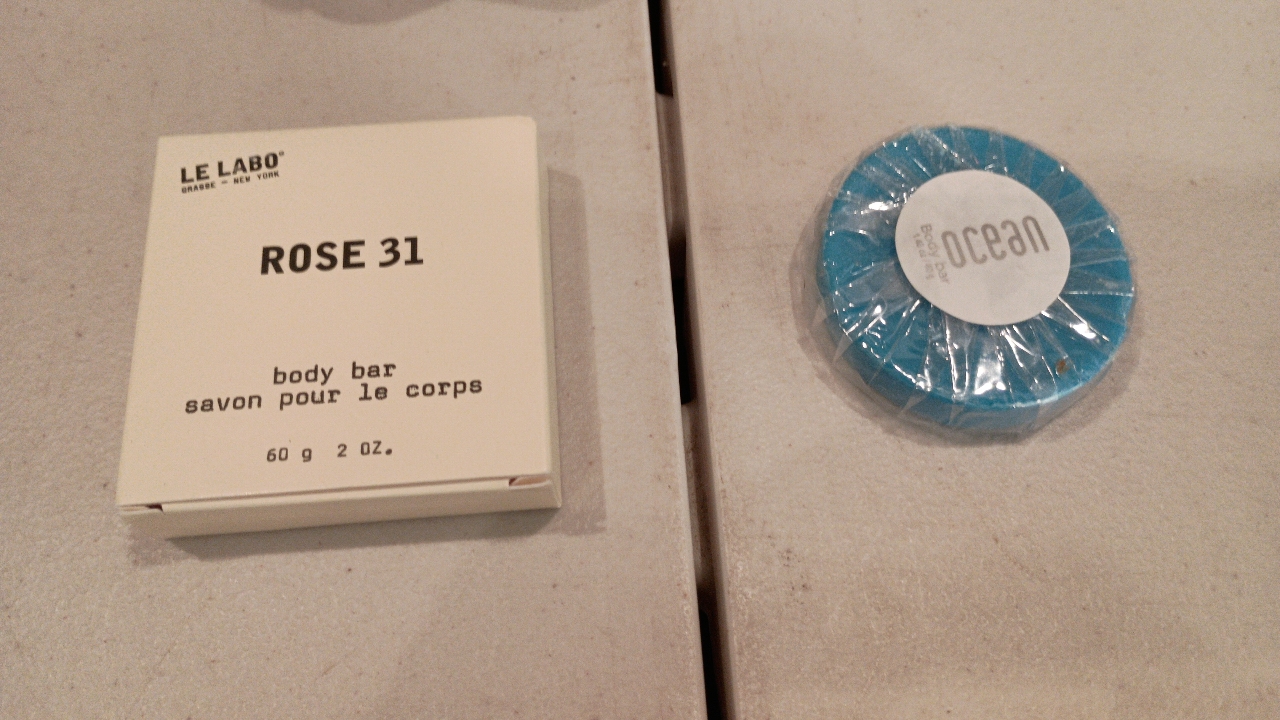 LE LABO°
GRASSE — NEW YORK
ROSE 31
body bar
savon pour le corps
60 g 2 OZ.
ocean
Body bar